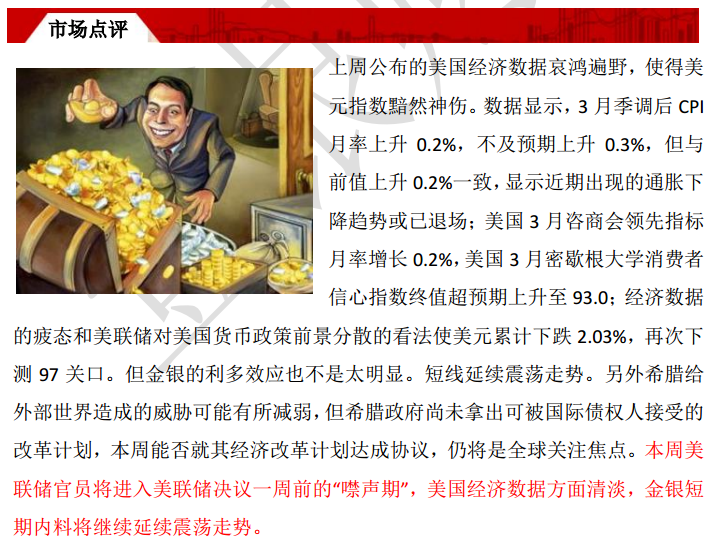 市场点评
上周公布的美国经济数据哀鸿遍野，使得美
元指数黯然神伤。数据显示，3 月季调后 CPI
月率上升 0.2%，不及预期上升 0.3%，但与
前值上升 0.2%一致，显示近期出现的通胀下
降趋势或已退场；美国 3 月咨商会领先指标
月率增长 0.2%，美国 3 月密歇根大学消费者
信心指数终值超预期上升至 93.0；经济数据
的疲态和美联储对美国货币政策前景分散的看法使美元累计下跌 2.03%，再次下
测 97 关口。但金银的利多效应也不是太明显。短线延续震荡走势。另外希腊给
外部世界造成的威胁可能有所减弱，但希腊政府尚未拿出可被国际债权人接受的
改革计划，本周能否就其经济改革计划达成协议，仍将是全球关注焦点。本周美
联储官员将进入美联储决议一周前的“噤声期”，美国经济数据方面清淡，金银短
期内料将继续延续震荡走势。